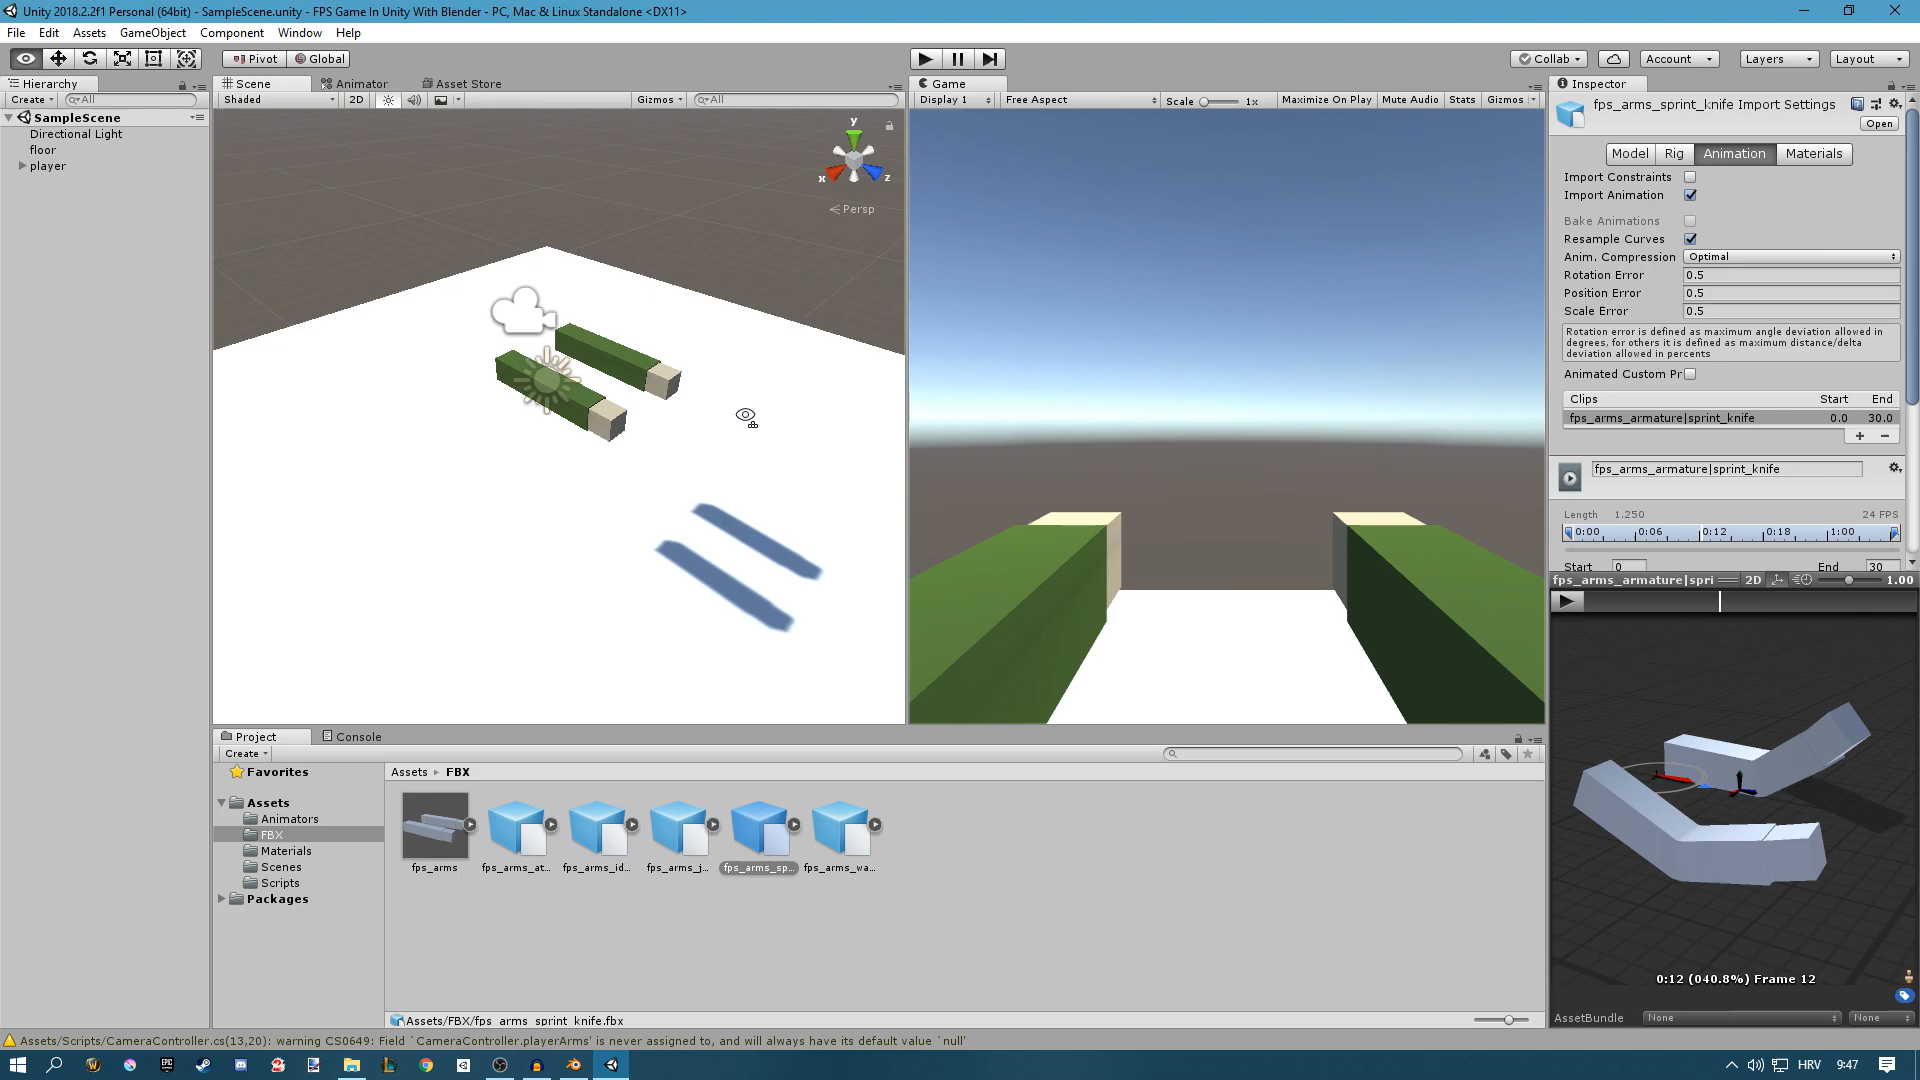 Unity 2018.2.2f1 Personal (64bit) - SampleScene.unity - FPS Game In Unity With Blender - PC, Mac & Linux Standalone <DX11>
File Edit Assets GameObject Component Window Help
Pivot Global
Collab Account Layers Layout
Hierarchy
Create All
SampleScene
Directional Light
floor
player
Scene Animator Asset Store
Shaded 2D Gizmos All
y
x
z
Persp
Game
Display 1 Free Aspect Scale 1x Maximize On Play Mute Audio Stats Gizmos
Inspector
fps_arms_sprint_knife Import Settings
Open
Model Rig Animation Materials
Import Constraints
Import Animation
Bake Animations
Resample Curves
Anim. Compression Optimal
Rotation Error 0.5
Position Error 0.5
Scale Error 0.5
Rotation error is defined as maximum angle deviation allowed in
degrees, for others it is defined as maximum distance/delta
deviation allowed in percents
Animated Custom Pr
Clips Start End
fps_arms_armature|sprint_knife 0.0 30.0
+ -
fps_arms_armature|sprint_knife
Length 1.250 24 FPS
0:00 0:06 0:12 0:18 1:00
Start 0 End 30
fps_arms_armature|spri 2D 1.00
0:12 (040.8%) Frame 12
AssetBundle None None
Project Console
Create
Favorites
Assets
Animators
FBX
Materials
Scenes
Scripts
Packages
Assets FBX
fps_arms
fps_arms_at...
fps_arms_id...
fps_arms_j...
fps_arms_sp...
fps_arms_wa...
Assets/FBX/fps_arms_sprint_knife.fbx
Assets/Scripts/CameraController.cs(13,20): warning CS0649: Field `CameraController.playerArms' is never assigned to, and will always have its default value `null'
HRV 9:47